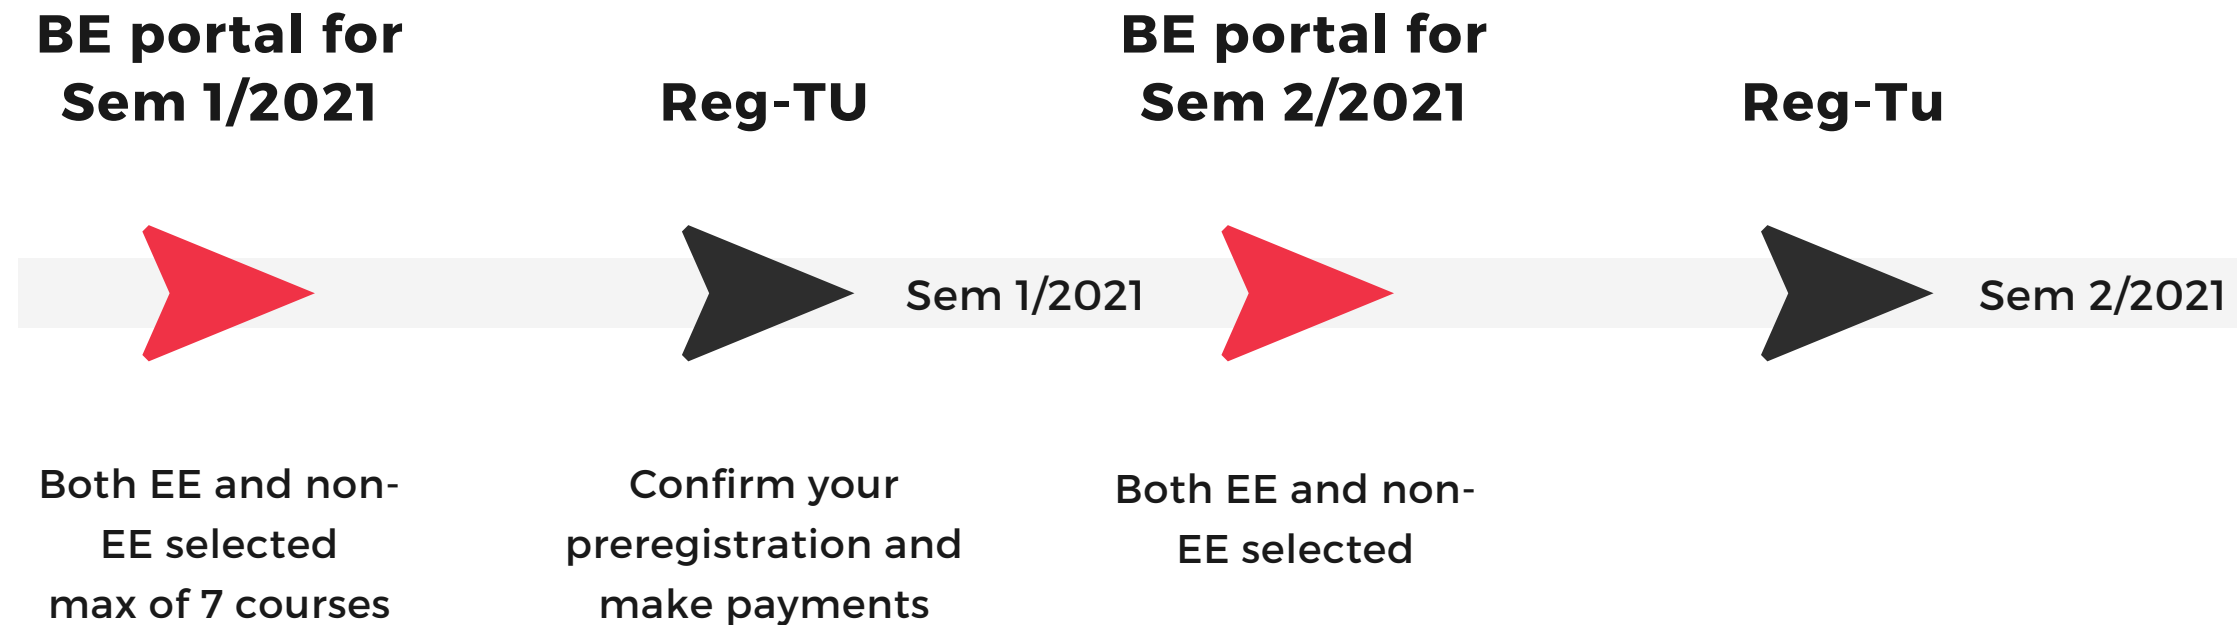 BE portal for
Sem 1/2021
Reg-TU
BE portal for
Sem 2/2021
Reg-Tu
Sem 1/2021
Sem 2/2021
Both EE and non-
EE selected
max of 7 courses
Confirm your
preregistration and
make payments
Both EE and non-
EE selected